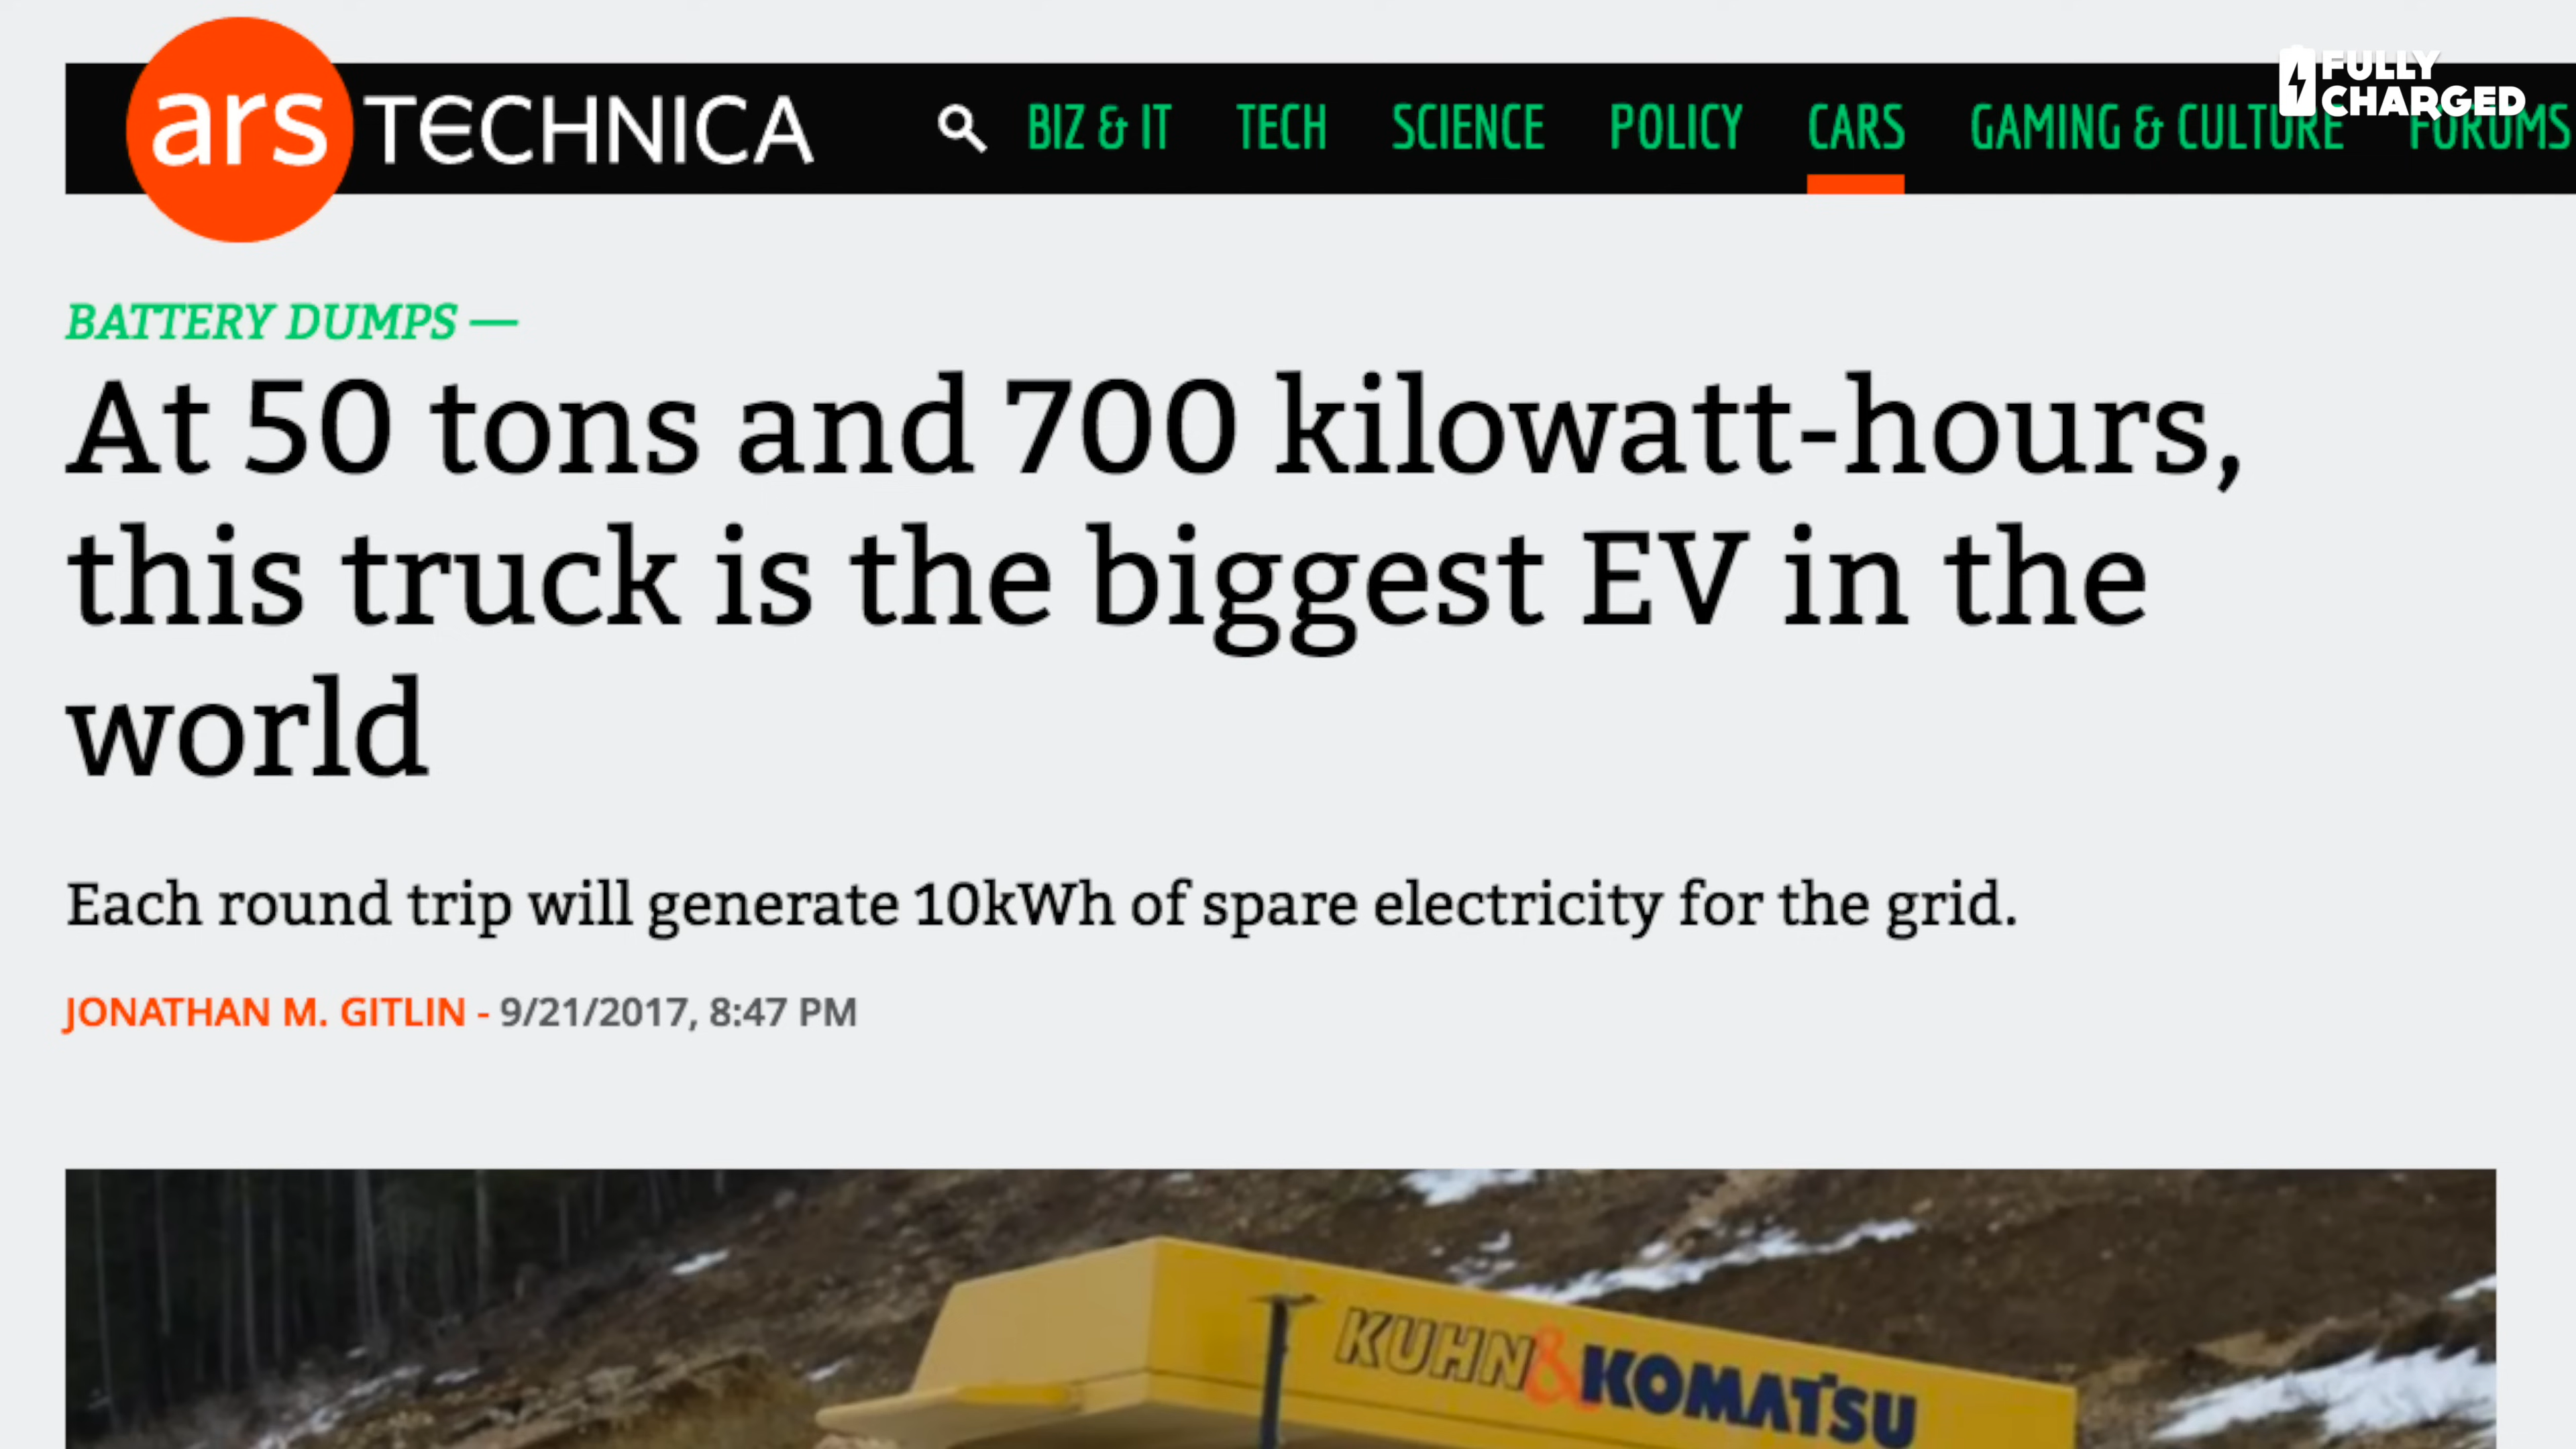 ars TECHNICA
BIZ & IT TECH SCIENCE POLICY CARS GAMING & CULTURE FORUMS
FULLY
CHARGED
BATTERY DUMPS —
At 50 tons and 700 kilowatt-hours,
this truck is the biggest EV in the
world
Each round trip will generate 10kWh of spare electricity for the grid.
JONATHAN M. GITLIN - 9/21/2017, 8:47 PM
KUHN&KOMATSU